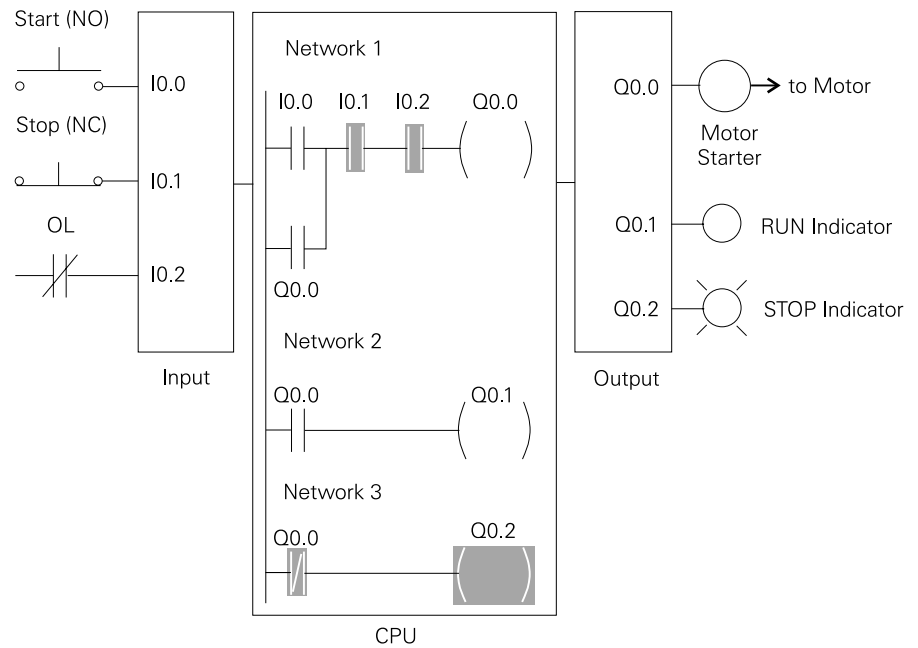 Start (NO)
I0.0
Stop (NC)
I0.1
OL
I0.2
Input
Network 1
I0.0 I0.1 I0.2 Q0.0
Q0.0
Network 2
Q0.0 Q0.1
Network 3
Q0.0 Q0.2
CPU
Q0.0
to Motor
Motor
Starter
Q0.1
RUN Indicator
Q0.2
STOP Indicator
Output